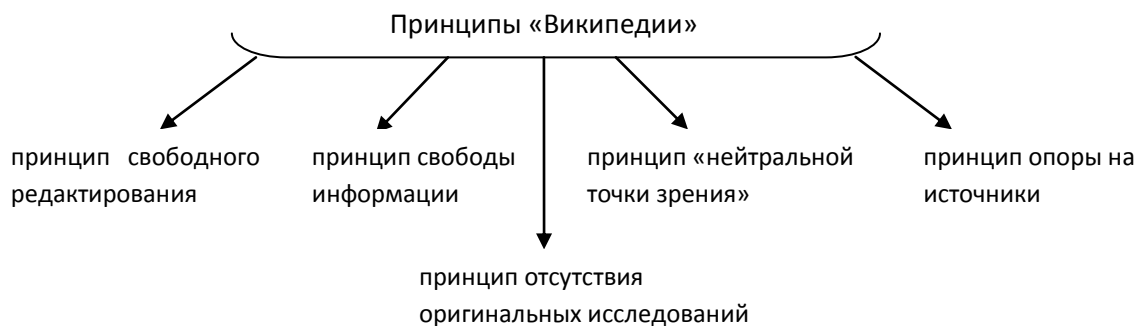 Принципы «Википедии»
принцип свободного
редактирования
принцип свободы
информации
принцип «нейтральной
точки зрения»
принцип опоры на
источники
принцип отсутствия
оригинальных исследований